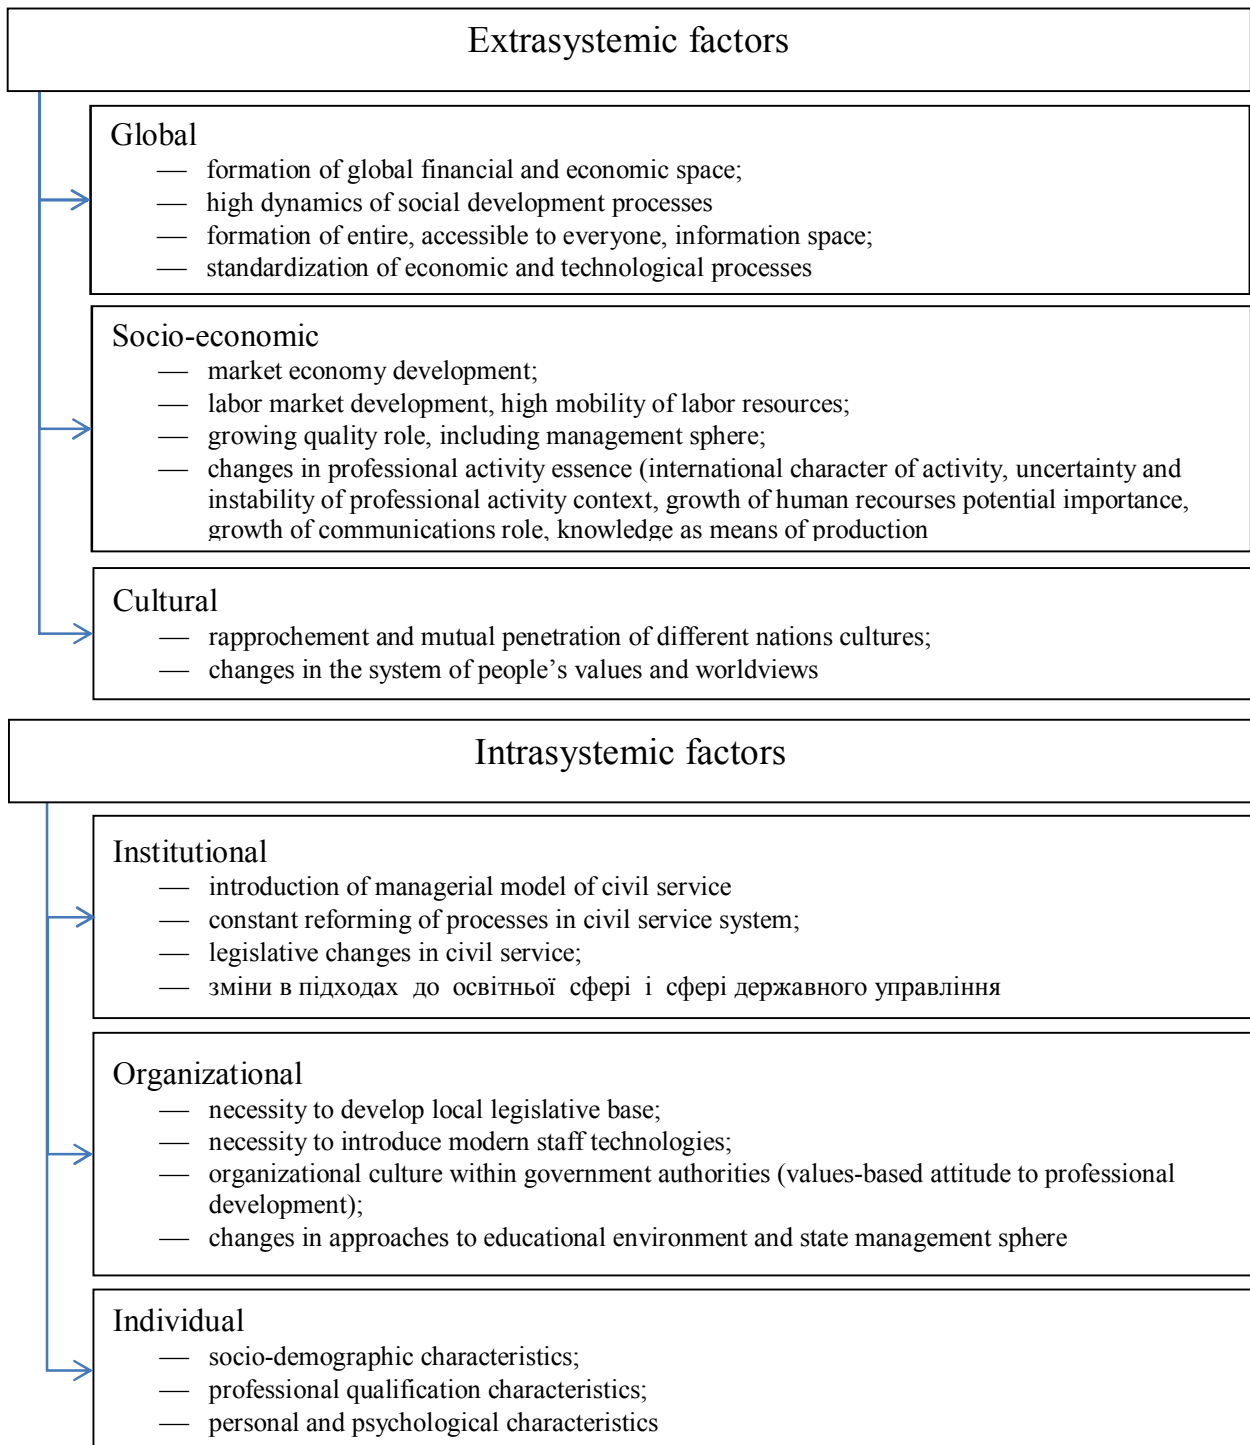 Extrasystemic factors
Global
— formation of global financial and economic space;
— high dynamics of social development processes
— formation of entire, accessible to everyone, information space;
— standardization of economic and technological processes
Socio-economic
— market economy development;
— labor market development, high mobility of labor resources;
— growing quality role, including management sphere;
— changes in professional activity essence (international character of activity, uncertainty and
instability of professional activity context, growth of human recourses potential importance,
growth of communications role, knowledge as means of production
Cultural
— rapprochement and mutual penetration of different nations cultures;
— changes in the system of people’s values and worldviews
Intrasystemic factors
Institutional
— introduction of managerial model of civil service
— constant reforming of processes in civil service system;
— legislative changes in civil service;
— зміни в підходах до освітньої сфері і сфері державного управління
Organizational
— necessity to develop local legislative base;
— necessity to introduce modern staff technologies;
— organizational culture within government authorities (values-based attitude to professional
development);
— changes in approaches to educational environment and state management sphere
Individual
— socio-demographic characteristics;
— professional qualification characteristics;
— personal and psychological characteristics